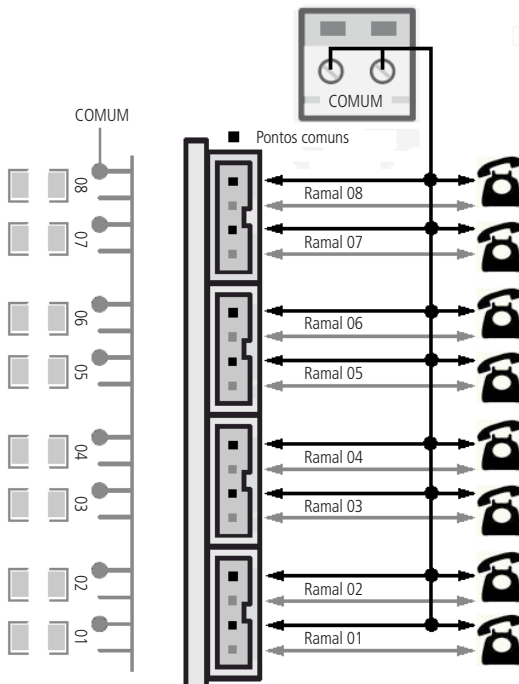 COMUM
COMUM
Pontos comuns
08
Ramal 08
07
Ramal 07
06
Ramal 06
05
Ramal 05
04
Ramal 04
03
Ramal 03
02
Ramal 02
01
Ramal 01